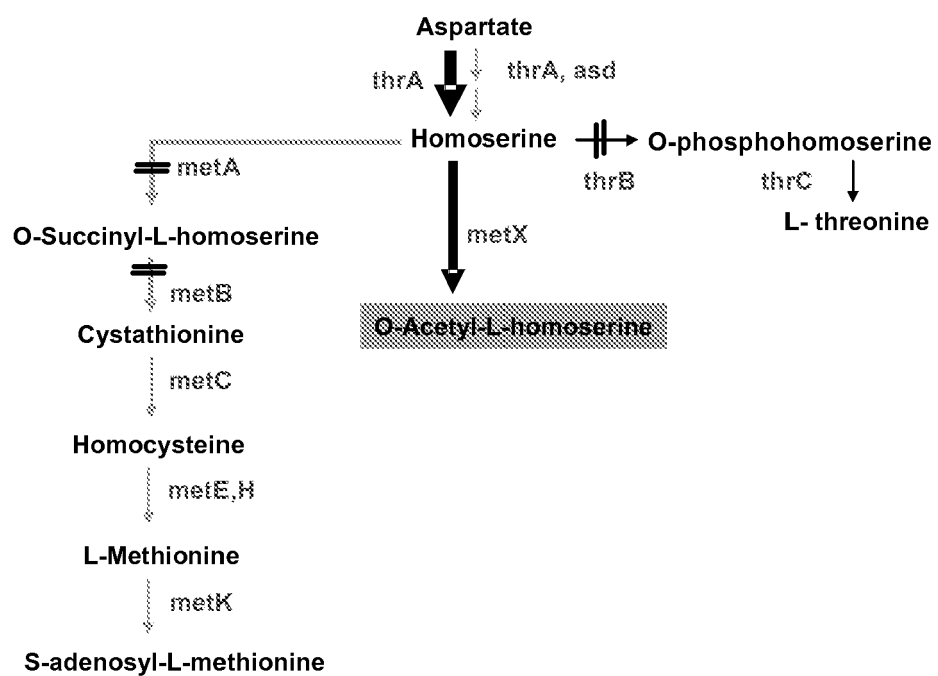 Aspartate
thrA
thrA, asd
Homoserine
O-phosphohomoserine
metA
thrB
thrC
O-Succinyl-L-homoserine
metX
L- threonine
metB
O-Acetyl-L-homoserine
Cystathionine
metC
Homocysteine
metE,H
L-Methionine
metK
S-adenosyl-L-methionine